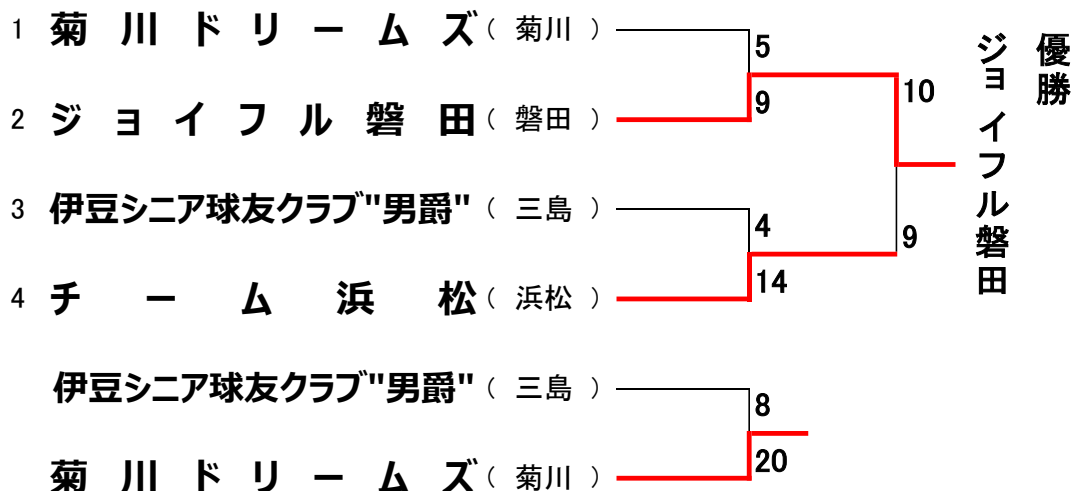 1 菊川ドリームズ（ 菊川 ）
5
2 ジョイフル磐田（ 磐田 ）
9
10
3 伊豆シニア球友クラブ"男爵"（ 三島 ）
4
9
4 チーム浜松（ 浜松 ）
14
伊豆シニア球友クラブ"男爵"（ 三島 ）
8
菊川ドリームズ（ 菊川 ）
20
優勝
ジョイフル磐田